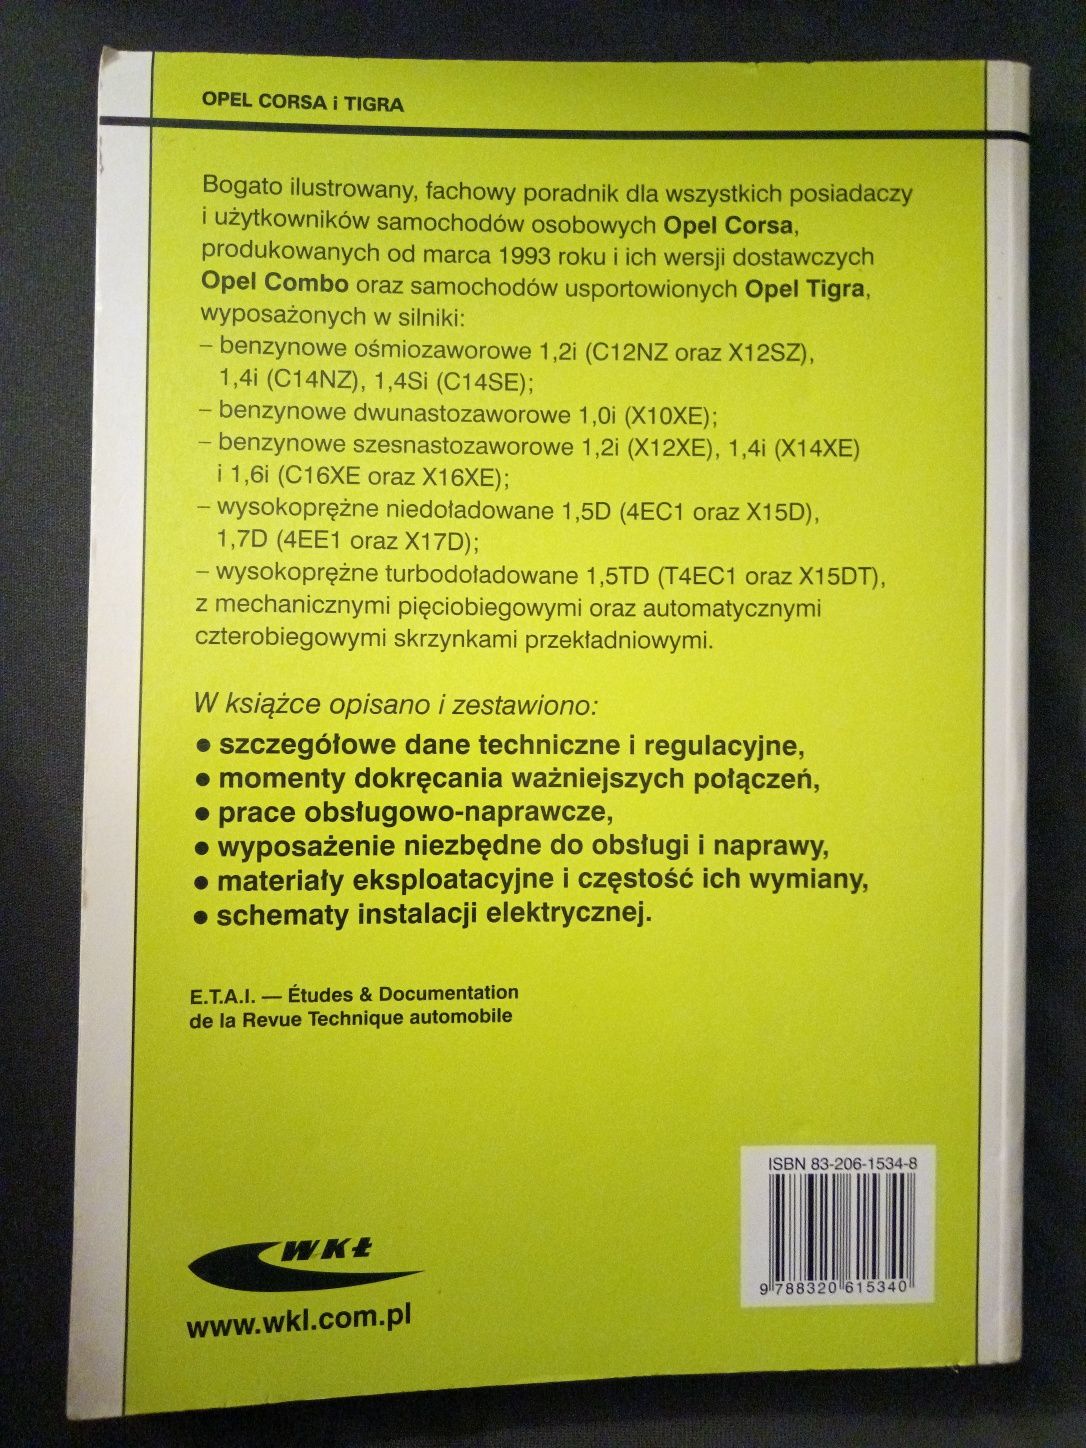 OPEL CORSA i TIGRA
Bogato ilustrowany, fachowy poradnik dla wszystkich posiadaczy
i użytkowników samochodów osobowych Opel Corsa,
produkowanych od marca 1993 roku i ich wersji dostawczych
Opel Combo oraz samochodów usportowionych Opel Tigra,
wyposażonych w silniki:
– benzynowe ośmiozaworowe 1,2i (C12NZ oraz X12SZ),
1,4i (C14NZ), 1,4Si (C14SE);
– benzynowe dwunastozaworowe 1,0i (X10XE);
– benzynowe szesnastozaworowe 1,2i (X12XE), 1,4i (X14XE)
i 1,6i (C16XE oraz X16XE);
– wysokoprężne niedoładowane 1,5D (4EC1 oraz X15D),
1,7D (4EE1 oraz X17D);
– wysokoprężne turbodoładowane 1,5TD (T4EC1 oraz X15DT),
z mechanicznymi pięciobiegowymi oraz automatycznymi
czterobiegowymi skrzynkami przekładniowymi.
W książce opisano i zestawiono:
● szczegółowe dane techniczne i regulacyjne,
● momenty dokręcania ważniejszych połączeń,
● prace obsługowo-naprawcze,
● wyposażenie niezbędne do obsługi i naprawy,
● materiały eksploatacyjne i częstość ich wymiany,
● schematy instalacji elektrycznej.
E.T.A.I. — Études & Documentation
de la Revue Technique automobile
ISBN 83-206-1534-8
9 788320 615340
WKŁ
www.wkl.com.pl